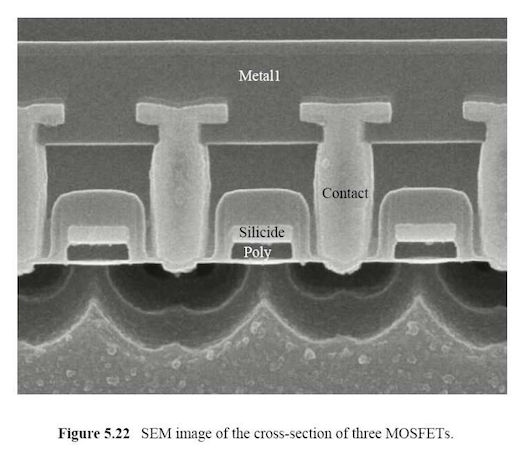 Metal1
Contact
Silicide
Poly
Figure 5.22 SEM image of the cross-section of three MOSFETs.